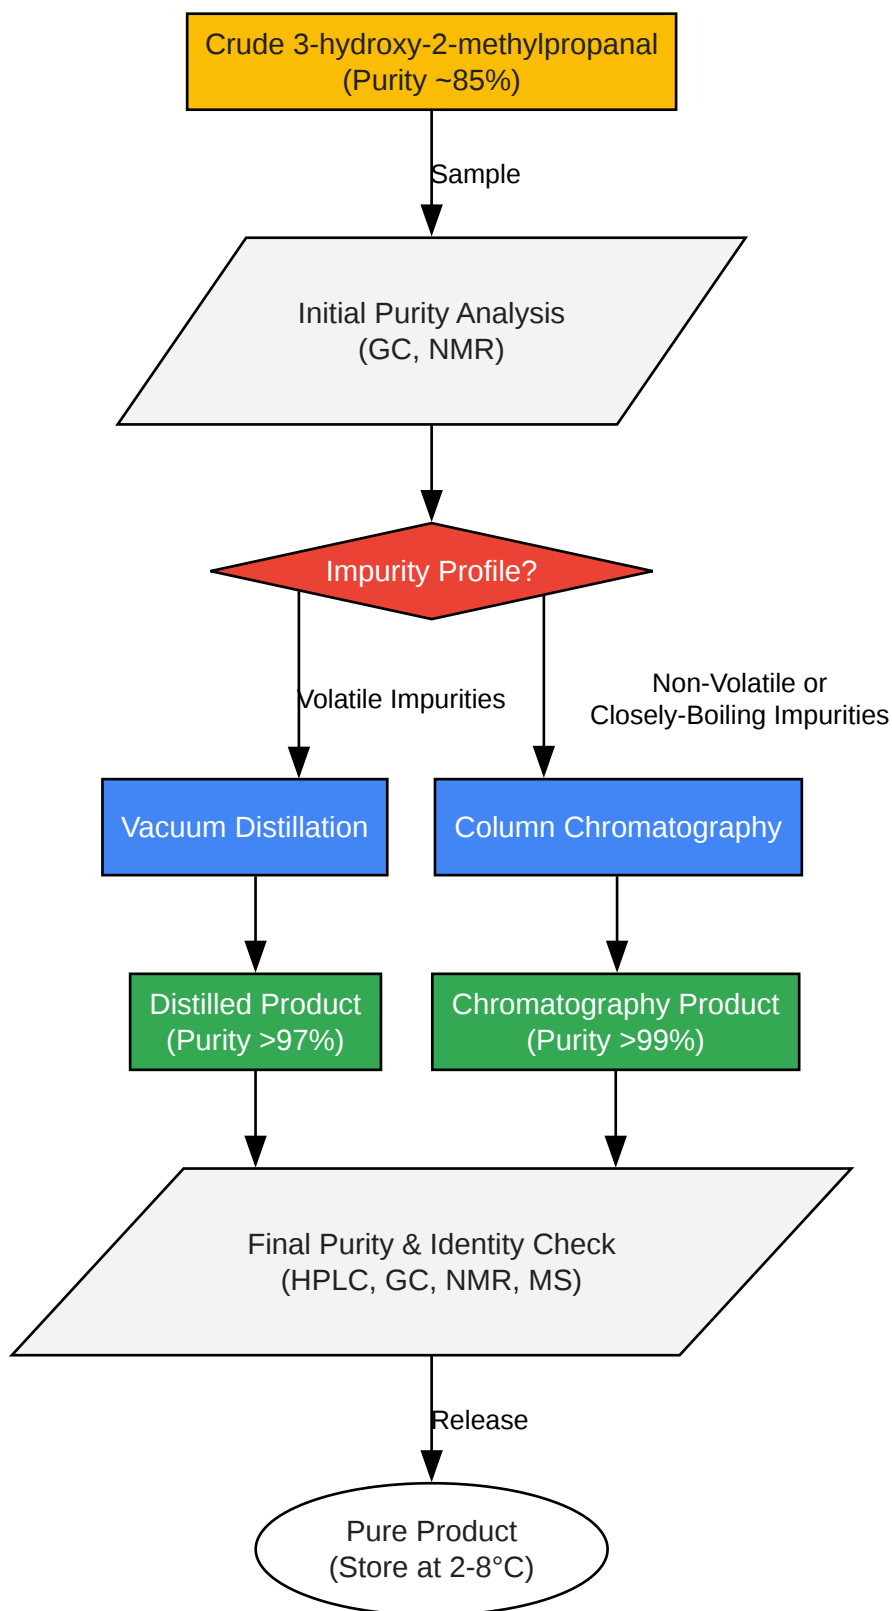 Crude 3-hydroxy-2-methylpropanal
(Purity ~85%)
Sample
Initial Purity Analysis
(GC, NMR)
Impurity Profile?
Volatile Impurities
Non-Volatile or
Closely-Boiling Impurities
Vacuum Distillation
Column Chromatography
Distilled Product
(Purity >97%)
Chromatography Product
(Purity >99%)
Final Purity & Identity Check
(HPLC, GC, NMR, MS)
Release
Pure Product
(Store at 2-8°C)